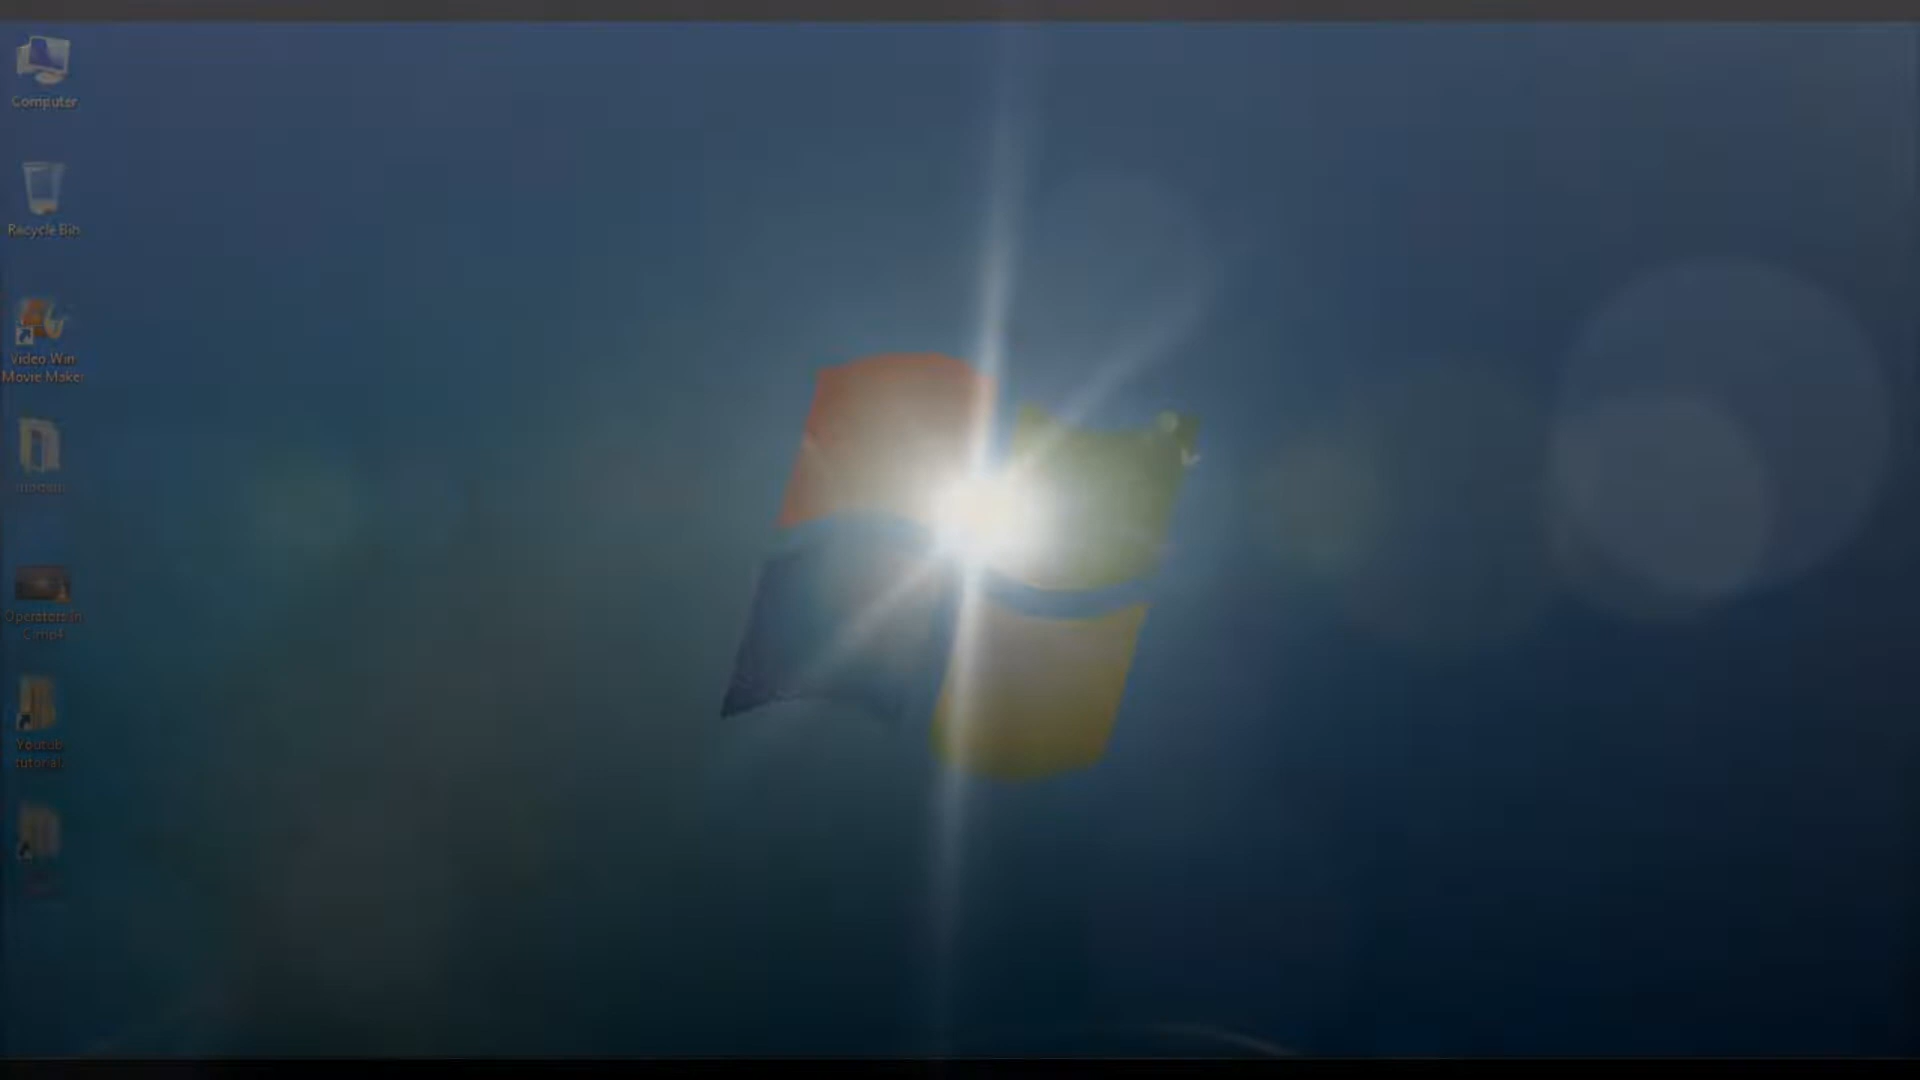 Computer
Recycle Bin
Video Win
Movie Maker
Operators in
C.mp4
Youtub
tutorial